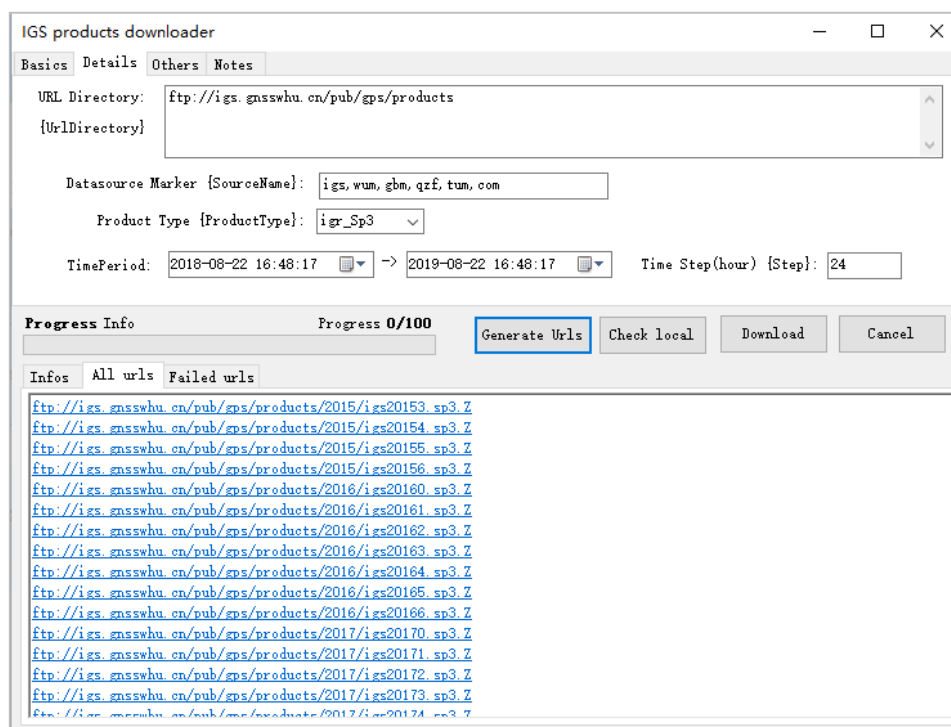 IGS products downloader
Basics Details Others Notes
URL Directory: ftp://igs.gnsswhu.cn/pub/gps/products
{UrlDirectory}
Datasource Marker {SourceName}: igs,wum,gbm,qzf,tum,com
Product Type {ProductType}: igr_Sp3
TimePeriod: 2018-08-22 16:48:17 -> 2019-08-22 16:48:17 Time Step(hour) {Step}: 24
Progress Info Progress 0/100 Generate Urls Check local Download Cancel
Infos All urls Failed urls
ftp://igs.gnsswhu.cn/pub/gps/products/2015/igs20153.sp3.Z
ftp://igs.gnsswhu.cn/pub/gps/products/2015/igs20154.sp3.Z
ftp://igs.gnsswhu.cn/pub/gps/products/2015/igs20155.sp3.Z
ftp://igs.gnsswhu.cn/pub/gps/products/2015/igs20156.sp3.Z
ftp://igs.gnsswhu.cn/pub/gps/products/2016/igs20160.sp3.Z
ftp://igs.gnsswhu.cn/pub/gps/products/2016/igs20161.sp3.Z
ftp://igs.gnsswhu.cn/pub/gps/products/2016/igs20162.sp3.Z
ftp://igs.gnsswhu.cn/pub/gps/products/2016/igs20163.sp3.Z
ftp://igs.gnsswhu.cn/pub/gps/products/2016/igs20164.sp3.Z
ftp://igs.gnsswhu.cn/pub/gps/products/2016/igs20165.sp3.Z
ftp://igs.gnsswhu.cn/pub/gps/products/2016/igs20166.sp3.Z
ftp://igs.gnsswhu.cn/pub/gps/products/2017/igs20170.sp3.Z
ftp://igs.gnsswhu.cn/pub/gps/products/2017/igs20171.sp3.Z
ftp://igs.gnsswhu.cn/pub/gps/products/2017/igs20172.sp3.Z
ftp://igs.gnsswhu.cn/pub/gps/products/2017/igs20173.sp3.Z
ftp://igs.gnsswhu.cn/pub/gps/products/2017/igs20174.sp3.Z